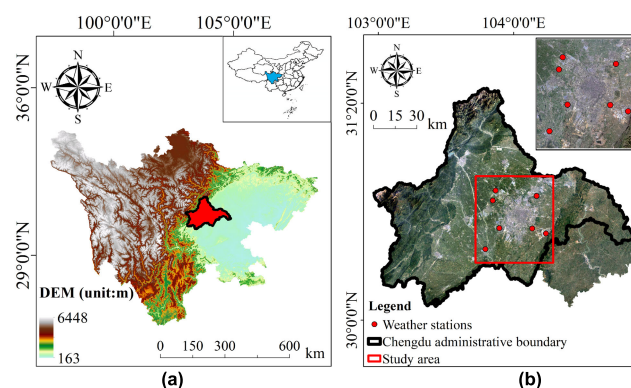 100°0'0"E 105°0'0"E
a
N
W E
S
36°0'0"N
29°0'0"N
DEM (unit:m)
6448
163
0 150 300 600
km
(a)
103°0'0"E 104°0'0"E
b
N
W E
S
0 15 30
km
31°20'0"N
30°0'0"N
Legend
Weather stations
Chengdu administrative boundary
Study area
(b)